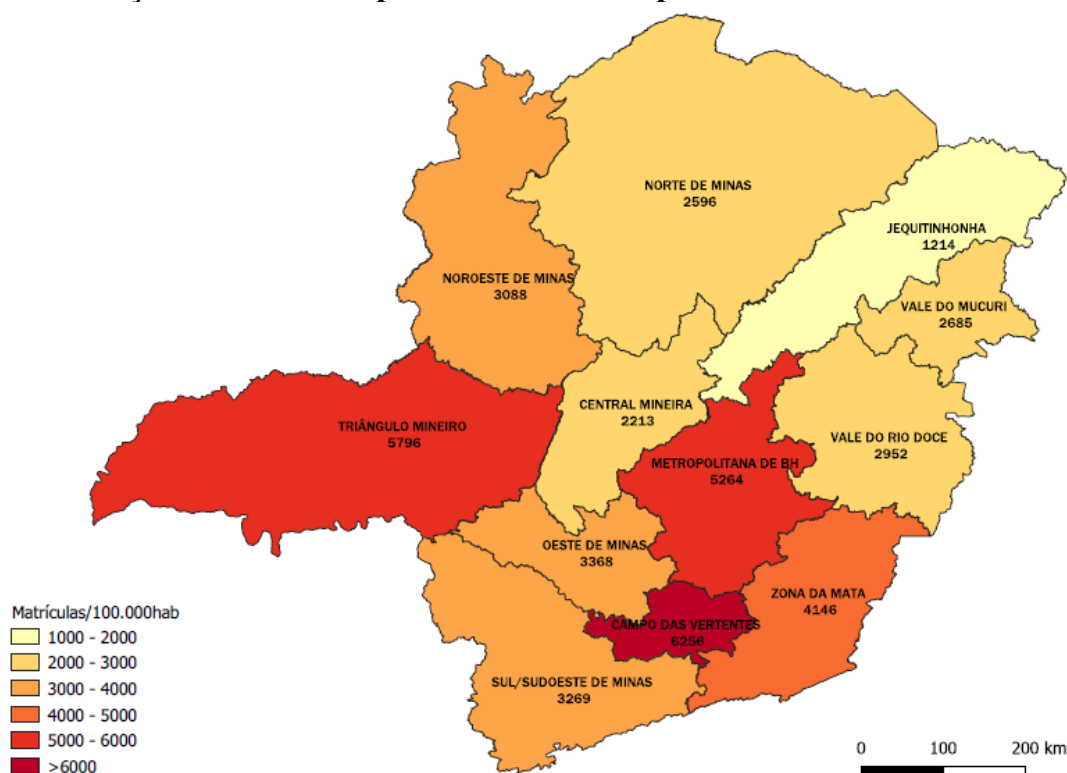 NORTE DE MINAS
2596
JEQUITINHONHA
1214
NOROESTE DE MINAS
3088
VALE DO MUCURI
2685
CENTRAL MINEIRA
2213
TRIÂNGULO MINEIRO
5796
VALE DO RIO DOCE
2952
METROPOLITANA DE BH
5264
OESTE DE MINAS
3368
ZONA DA MATA
4146
CAMPO DAS VERTENTES
6256
SUL/SUDOESTE DE MINAS
3269
Matrículas/100.000hab
1000 - 2000
2000 - 3000
3000 - 4000
4000 - 5000
5000 - 6000
>6000
0 100 200 km